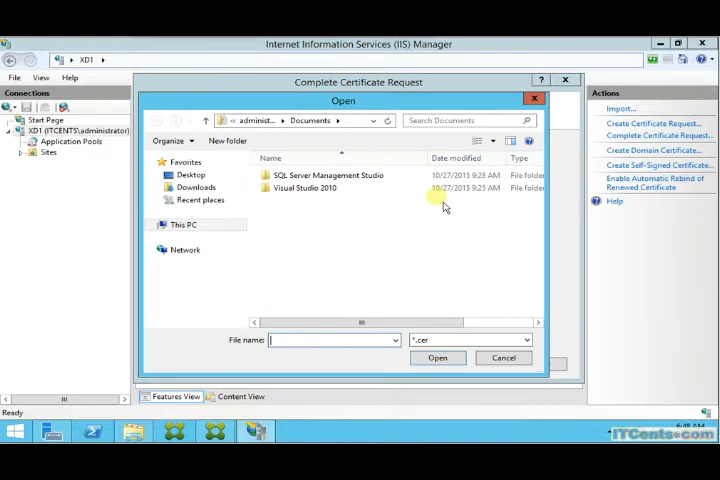 Internet Information Services (IIS) Manager
XD1
File View Help
Connections
Start Page
XD1 (ITCENTS\administrator)
Application Pools
Sites
Complete Certificate Request
?
Open
« administ... Documents
Search Documents
Organize New folder
Favorites
Desktop
Downloads
Recent places
This PC
Network
Name Date modified Type
SQL Server Management Studio 10/27/2015 9:28 AM File folder
Visual Studio 2010 10/27/2015 9:25 AM File folder
File name: *.cer
Open Cancel
Actions
Import...
Create Certificate Request...
Complete Certificate Request...
Create Domain Certificate...
Create Self-Signed Certificate...
Enable Automatic Rebind of
Renewed Certificate
Help
Features View Content View
Ready
ITCents.com